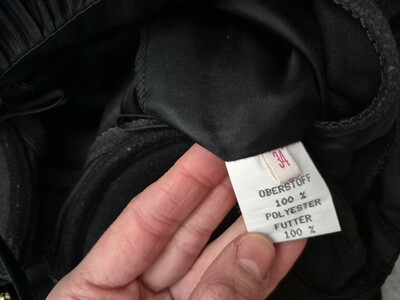 34
OBERSTOFF
100 %
POLYESTER
FUTTER
100 %